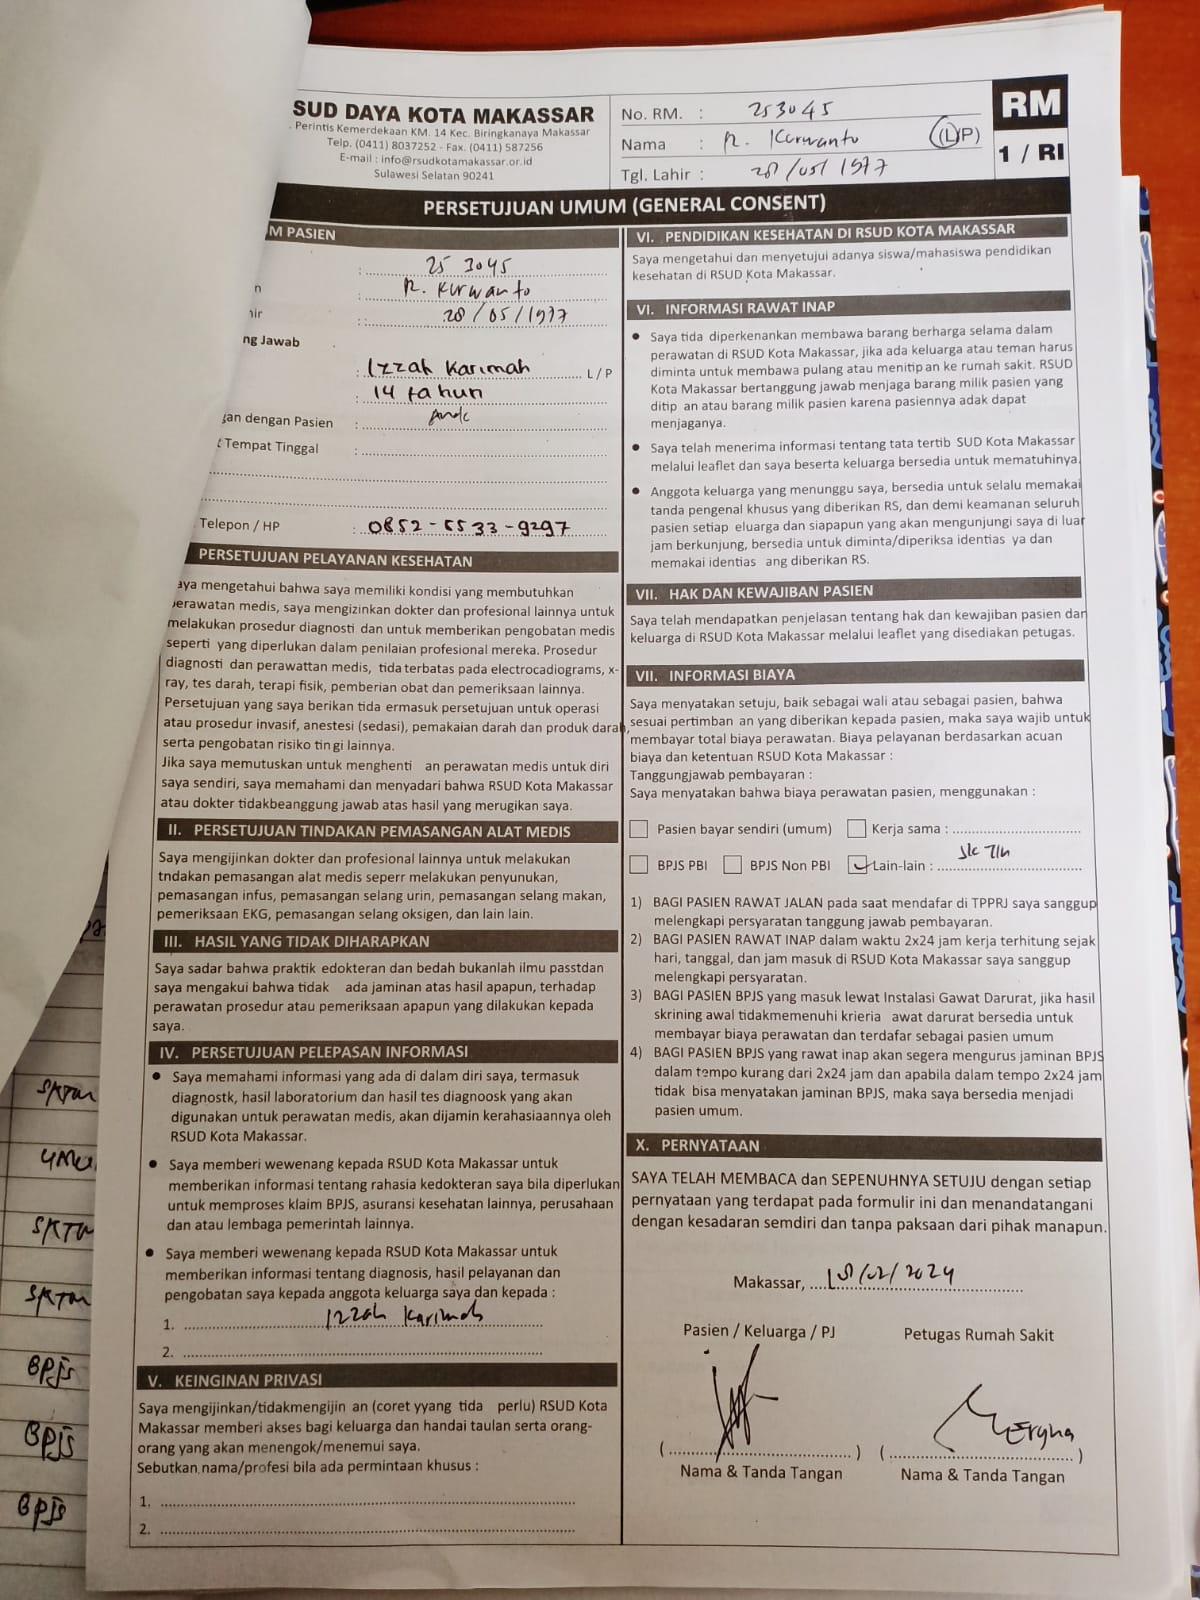 SUD DAYA KOTA MAKASSAR
. Perintis Kemerdekaan KM. 14 Kec. Biringkanaya Makassar
Telp. (0411) 8037252 - Fax. (0411) 587256
E-mail : info@rsudkotamakassar.or.id
Sulawesi Selatan 90241
No. RM. : 253045
Nama : R. Kurwanto (L/P)
Tgl. Lahir : 28/05/1977
RM
1 / RI
PERSETUJUAN UMUM (GENERAL CONSENT)
M PASIEN
: 25 3045
n : R. Kurwanto
hir : 28/05/1977
ng Jawab
: Izzah Karimah L / P
: 14 tahun
gan dengan Pasien : Anak
t Tempat Tinggal :
Telepon / HP : 0852-5533-9297
PERSETUJUAN PELAYANAN KESEHATAN
aya mengetahui bahwa saya memiliki kondisi yang membutuhkan
erawatan medis, saya mengizinkan dokter dan profesional lainnya untuk
melakukan prosedur diagnosti dan untuk memberikan pengobatan medis
seperti yang diperlukan dalam penilaian profesional mereka. Prosedur
diagnosti dan perawattan medis, tida terbatas pada electrocadiograms, x-
ray, tes darah, terapi fisik, pemberian obat dan pemeriksaan lainnya.
Persetujuan yang saya berikan tida ermasuk persetujuan untuk operasi
atau prosedur invasif, anestesi (sedasi), pemakaian darah dan produk darah,
serta pengobatan risiko tin gi lainnya.
Jika saya memutuskan untuk menghenti an perawatan medis untuk diri
saya sendiri, saya memahami dan menyadari bahwa RSUD Kota Makassar
atau dokter tidakbeanggung jawab atas hasil yang merugikan saya.
II. PERSETUJUAN TINDAKAN PEMASANGAN ALAT MEDIS
Saya mengijinkan dokter dan profesional lainnya untuk melakukan
tndakan pemasangan alat medis seperr melakukan penyunukan,
pemasangan infus, pemasangan selang urin, pemasangan selang makan,
pemeriksaan EKG, pemasangan selang oksigen, dan lain lain.
III. HASIL YANG TIDAK DIHARAPKAN
Saya sadar bahwa praktik edokteran dan bedah bukanlah ilmu passtdan
saya mengakui bahwa tidak ada jaminan atas hasil apapun, terhadap
perawatan prosedur atau pemeriksaan apapun yang dilakukan kepada
saya.
IV. PERSETUJUAN PELEPASAN INFORMASI
● Saya memahami informasi yang ada di dalam diri saya, termasuk
diagnostk, hasil laboratorium dan hasil tes diagnoosk yang akan
digunakan untuk perawatan medis, akan dijamin kerahasiaannya oleh
RSUD Kota Makassar.
● Saya memberi wewenang kepada RSUD Kota Makassar untuk
memberikan informasi tentang rahasia kedokteran saya bila diperlukan
untuk memproses klaim BPJS, asuransi kesehatan lainnya, perusahaan
dan atau lembaga pemerintah lainnya.
● Saya memberi wewenang kepada RSUD Kota Makassar untuk
memberikan informasi tentang diagnosis, hasil pelayanan dan
pengobatan saya kepada anggota keluarga saya dan kepada :
1. Izzah Karimah
2.
V. KEINGINAN PRIVASI
Saya mengijinkan/tidakmengijin an (coret yyang tida perlu) RSUD Kota
Makassar memberi akses bagi keluarga dan handai taulan serta orang-
orang yang akan menengok/menemui saya.
Sebutkan nama/profesi bila ada permintaan khusus :
1.
2.
VI. PENDIDIKAN KESEHATAN DI RSUD KOTA MAKASSAR
Saya mengetahui dan menyetujui adanya siswa/mahasiswa pendidikan
kesehatan di RSUD Kota Makassar.
VI. INFORMASI RAWAT INAP
● Saya tida diperkenankan membawa barang berharga selama dalam
perawatan di RSUD Kota Makassar, jika ada keluarga atau teman harus
diminta untuk membawa pulang atau menitip an ke rumah sakit. RSUD
Kota Makassar bertanggung jawab menjaga barang milik pasien yang
ditip an atau barang milik pasien karena pasiennya adak dapat
menjaganya.
● Saya telah menerima informasi tentang tata tertib SUD Kota Makassar
melalui leaflet dan saya beserta keluarga bersedia untuk mematuhinya.
● Anggota keluarga yang menunggu saya, bersedia untuk selalu memakai
tanda pengenal khusus yang diberikan RS, dan demi keamanan seluruh
pasien setiap eluarga dan siapapun yang akan mengunjungi saya di luar
jam berkunjung, bersedia untuk diminta/diperiksa identias ya dan
memakai identias ang diberikan RS.
VII. HAK DAN KEWAJIBAN PASIEN
Saya telah mendapatkan penjelasan tentang hak dan kewajiban pasien dan
keluarga di RSUD Kota Makassar melalui leaflet yang disediakan petugas.
VII. INFORMASI BIAYA
Saya menyatakan setuju, baik sebagai wali atau sebagai pasien, bahwa
sesuai pertimban an yang diberikan kepada pasien, maka saya wajib untuk
membayar total biaya perawatan. Biaya pelayanan berdasarkan acuan
biaya dan ketentuan RSUD Kota Makassar :
Tanggungjawab pembayaran :
Saya menyatakan bahwa biaya perawatan pasien, menggunakan :
Pasien bayar sendiri (umum) Kerja sama :
BPJS PBI BPJS Non PBI Lain-lain :
1) BAGI PASIEN RAWAT JALAN pada saat mendafar di TPPRJ saya sanggup
melengkapi persyaratan tanggung jawab pembayaran.
2) BAGI PASIEN RAWAT INAP dalam waktu 2x24 jam kerja terhitung sejak
hari, tanggal, dan jam masuk di RSUD Kota Makassar saya sanggup
melengkapi persyaratan.
3) BAGI PASIEN BPJS yang masuk lewat Instalasi Gawat Darurat, jika hasil
skrining awal tidakmemenuhi krieria awat darurat bersedia untuk
membayar biaya perawatan dan terdafar sebagai pasien umum
4) BAGI PASIEN BPJS yang rawat inap akan segera mengurus jaminan BPJS
dalam tempo kurang dari 2x24 jam dan apabila dalam tempo 2x24 jam
tidak bisa menyatakan jaminan BPJS, maka saya bersedia menjadi
pasien umum.
X. PERNYATAAN
SAYA TELAH MEMBACA dan SEPENUHNYA SETUJU dengan setiap
pernyataan yang terdapat pada formulir ini dan menandatangani
dengan kesadaran semdiri dan tanpa paksaan dari pihak manapun.
Makassar, /02/2024
Pasien / Keluarga / PJ Petugas Rumah Sakit
Nama & Tanda Tangan Nama & Tanda Tangan
SKTM
UMU
SKTM
SKTM
BPJS
BPJS
BPJS